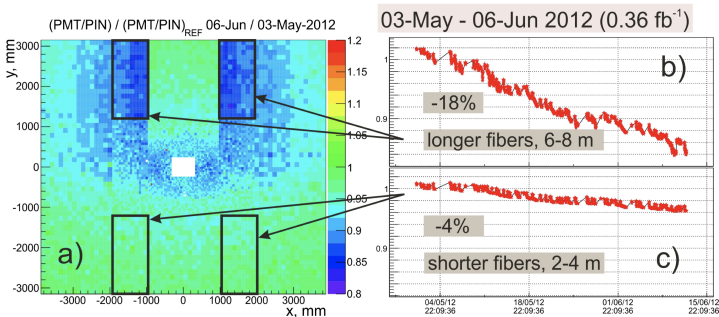 (PMT/PIN) / (PMT/PIN)REF 06-Jun / 03-May-2012
y, mm
3000
2000
1000
0
-1000
-2000
-3000
-3000 -2000 -1000 0 1000 2000 3000
x, mm
a)
1.2
1.15
1.1
1.05
1
0.95
0.9
0.85
0.8
03-May - 06-Jun 2012 (0.36 fb-1)
1
0.9
b)
-18%
longer fibers, 6-8 m
1
0.9
-4%
c)
shorter fibers, 2-4 m
04/05/12 18/05/12 01/06/12 15/06/12
22:09:36 22:09:36 22:09:36 22:09:36